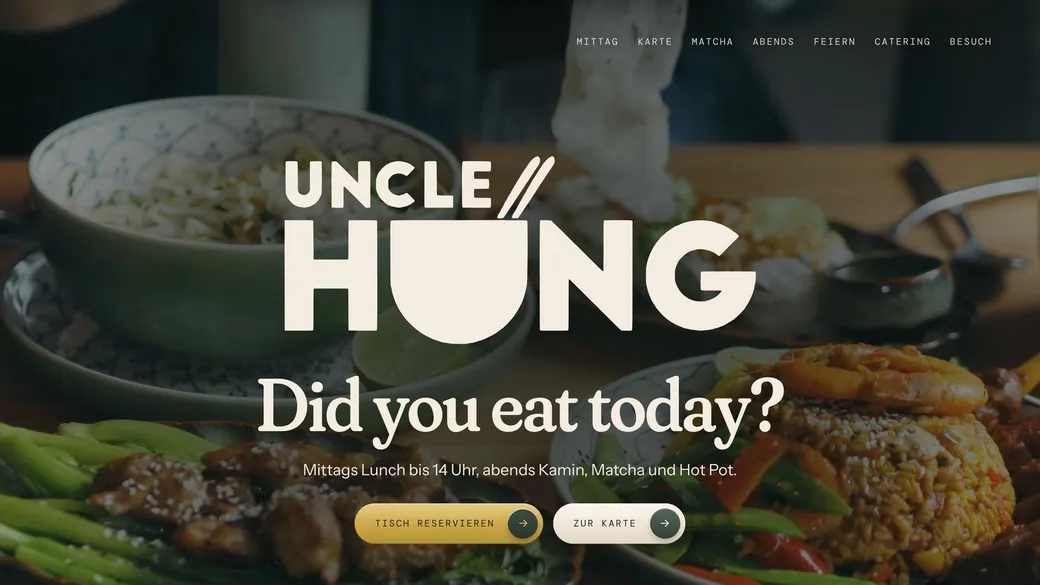 MITTAG KARTE MATCHA ABENDS FEIERN CATERING BESUCH
UNCLE
HUNG
Did you eat today?
Mittags Lunch bis 14 Uhr, abends Kamin, Matcha und Hot Pot.
TISCH RESERVIEREN → ZUR KARTE →